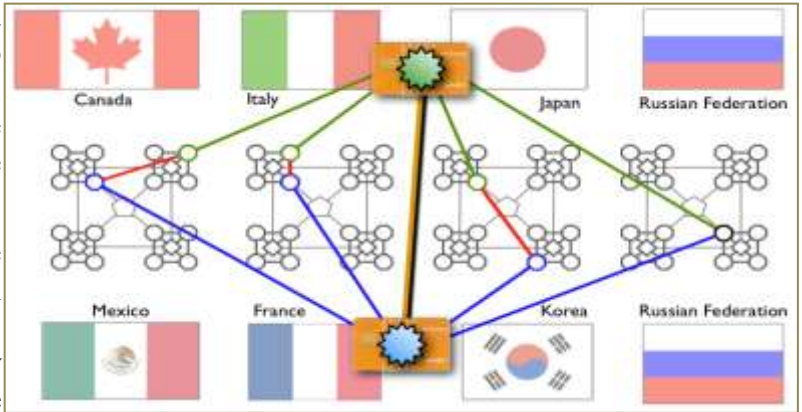 Canada
Italy
Japan
Russian Federation
Mexico
France
Korea
Russian Federation